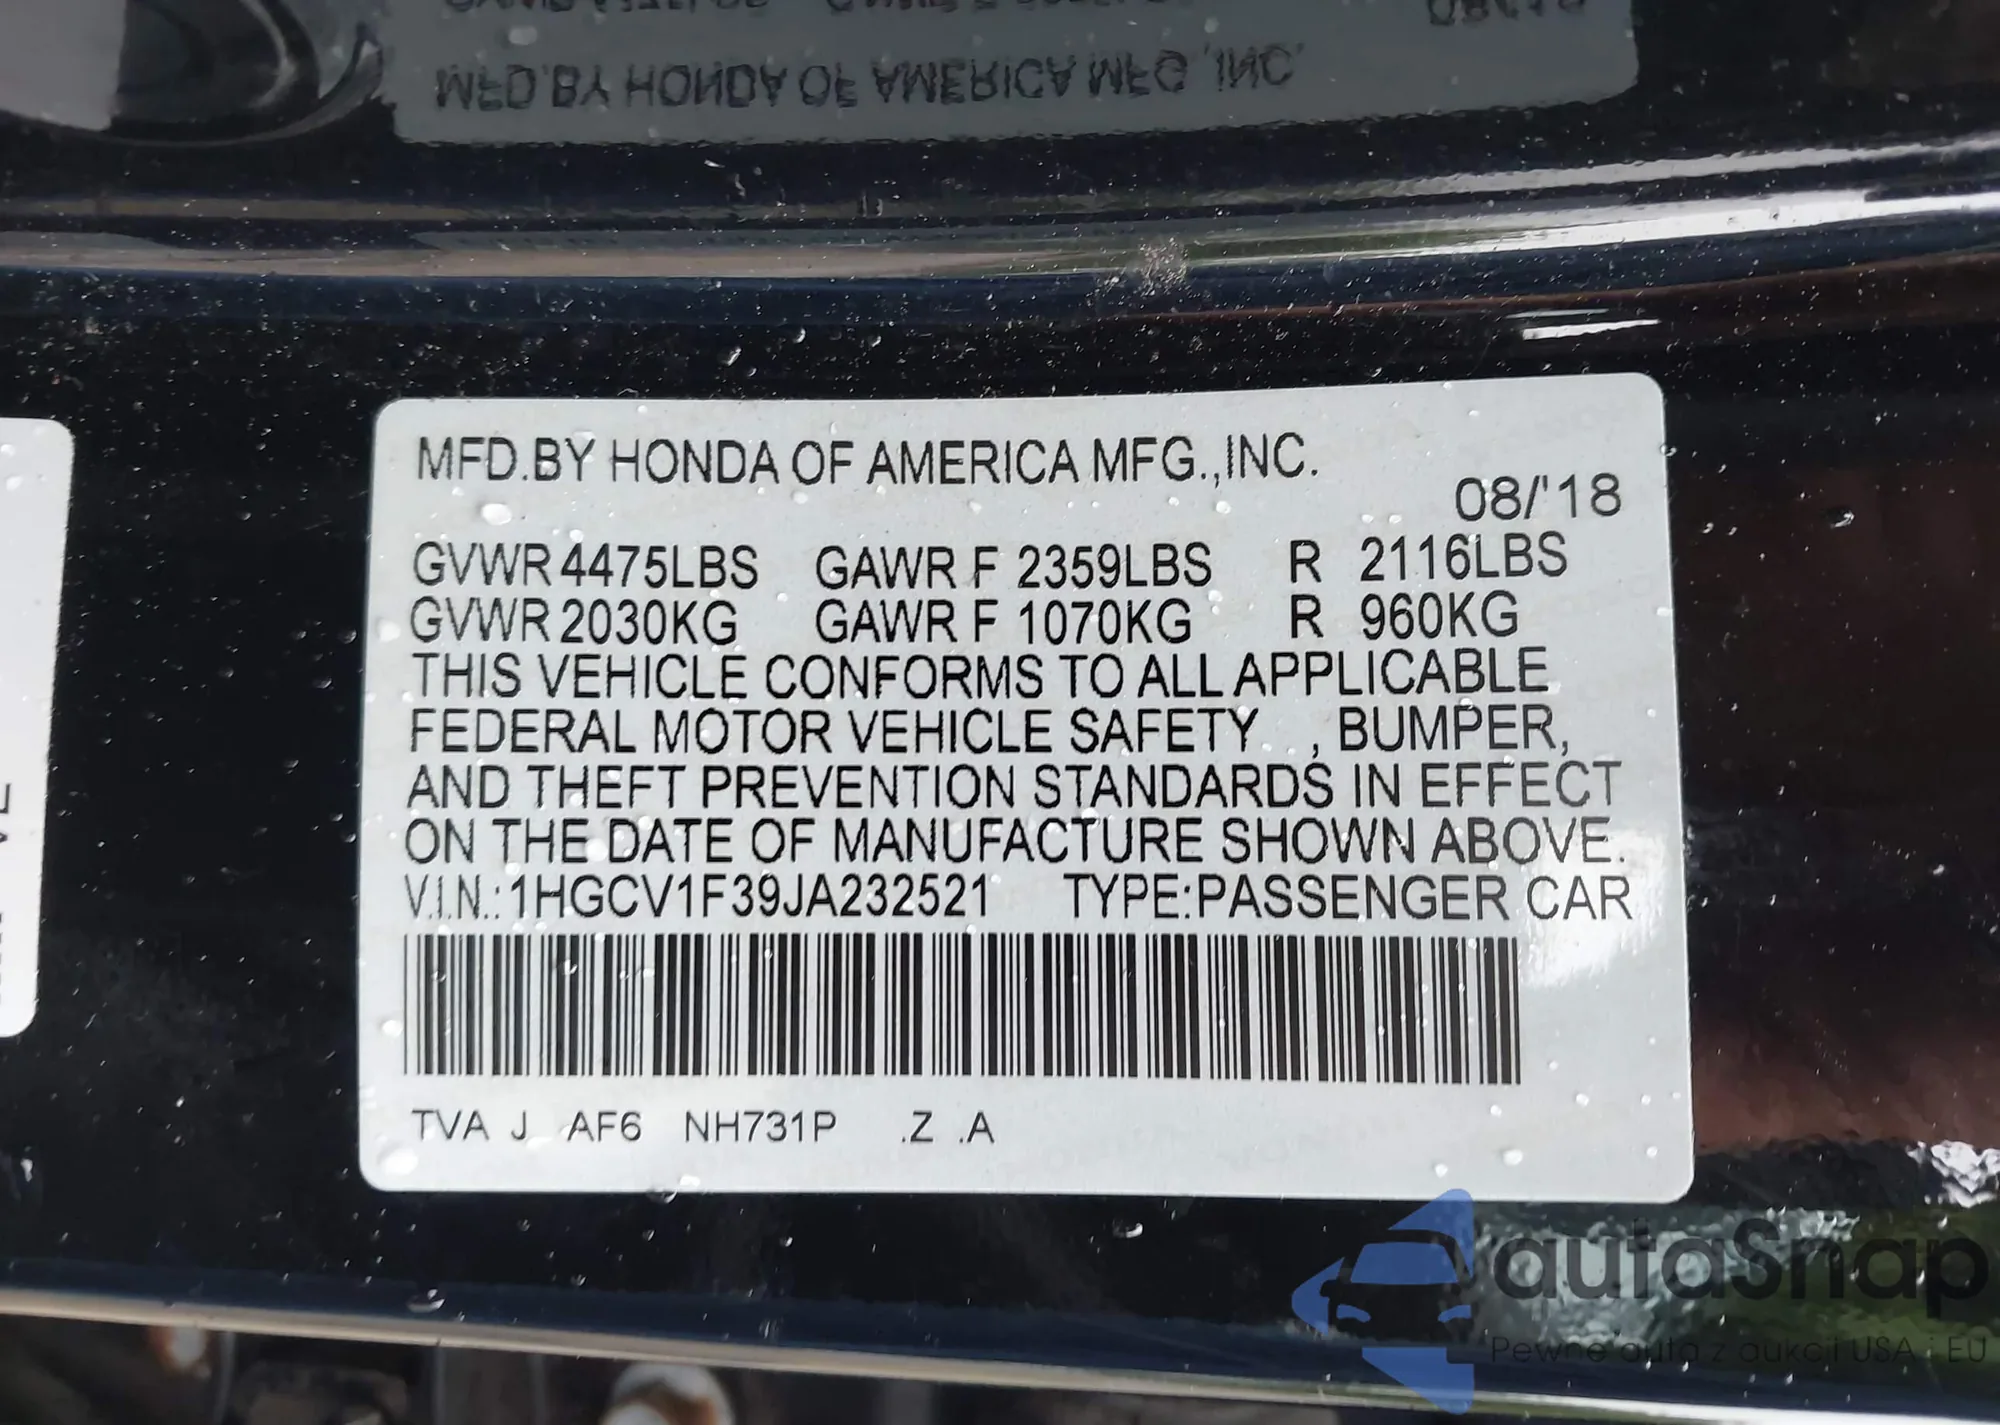 MFD.BY HONDA OF AMERICA MFG.,INC.
MFD.BY HONDA OF AMERICA MFG.,INC.
08/'18
GVWR 4475LBS GAWR F 2359LBS R 2116LBS
GVWR 2030KG GAWR F 1070KG R 960KG
THIS VEHICLE CONFORMS TO ALL APPLICABLE
FEDERAL MOTOR VEHICLE SAFETY , BUMPER,
AND THEFT PREVENTION STANDARDS IN EFFECT
ON THE DATE OF MANUFACTURE SHOWN ABOVE.
V.I.N.: 1HGCV1F39JA232521 TYPE:PASSENGER CAR
TVA J AF6 NH731P .Z .A
autaSnap
Pewne auta z aukcji USA i EU